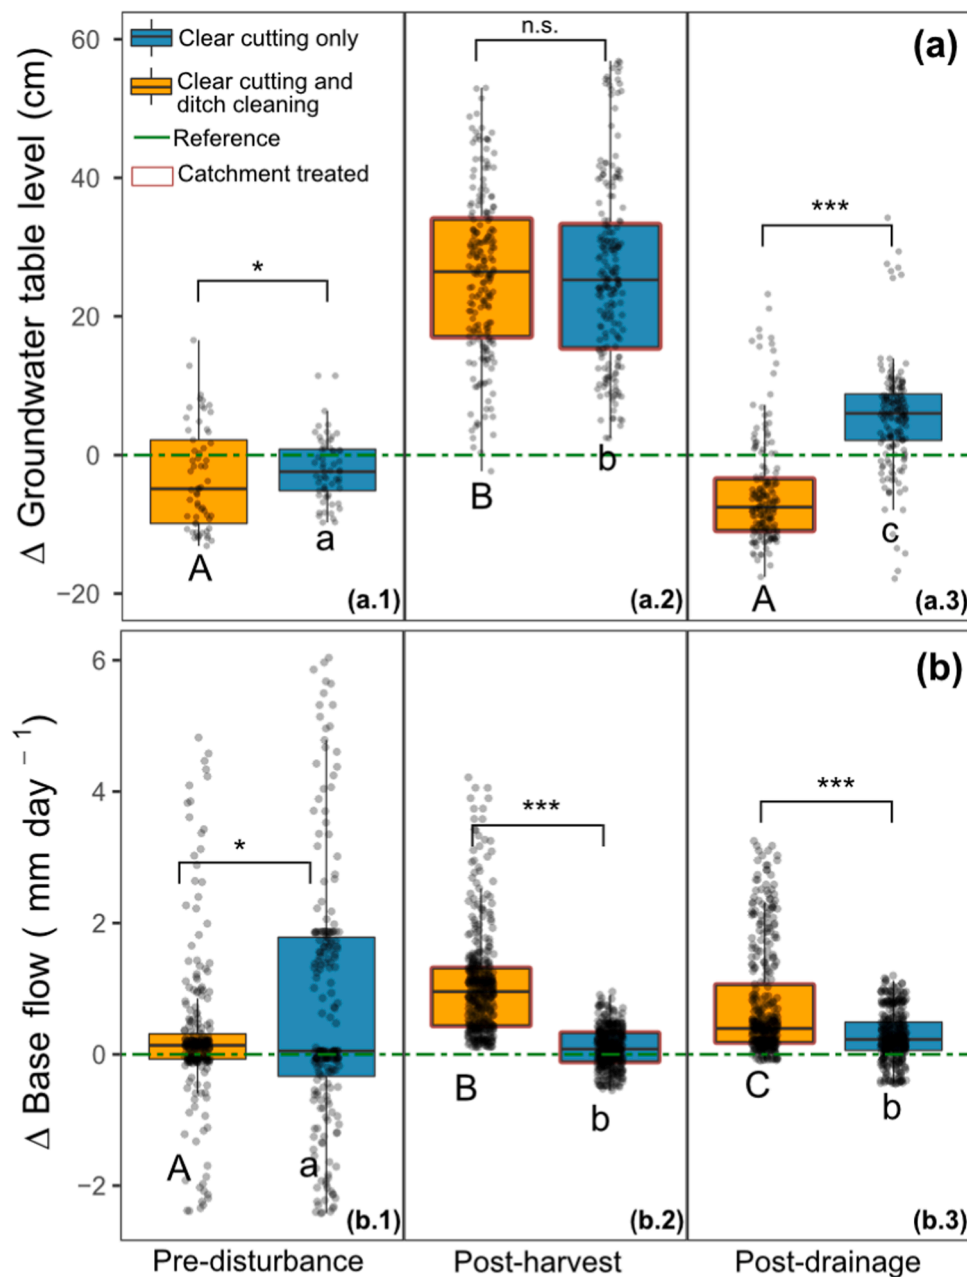 Δ Groundwater table level (cm)
60
40
20
0
−20
Clear cutting only
Clear cutting and
ditch cleaning
Reference
Catchment treated
(a)
*
n.s.
***
A
a
B
b
A
c
(a.1)
(a.2)
(a.3)
Δ Base flow ( mm day −1 )
6
4
2
0
−2
(b)
*
***
***
A
a
B
b
C
b
(b.1)
(b.2)
(b.3)
Pre-disturbance
Post-harvest
Post-drainage